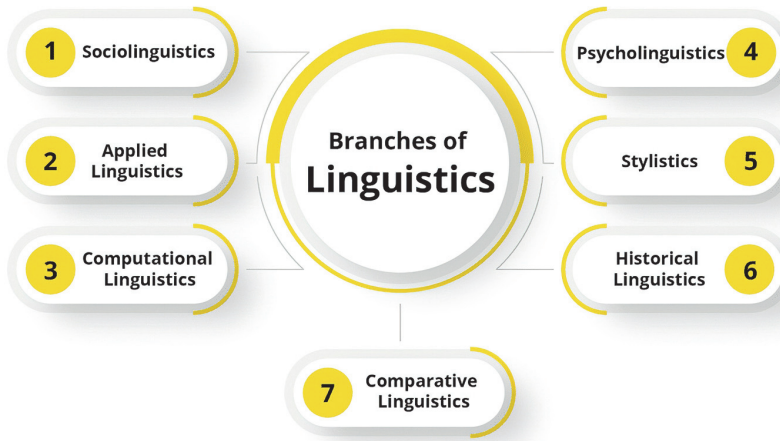 Branches of
Linguistics
1 Sociolinguistics
2 Applied
Linguistics
3 Computational
Linguistics
Psycholinguistics 4
Stylistics 5
Historical
Linguistics 6
7 Comparative
Linguistics